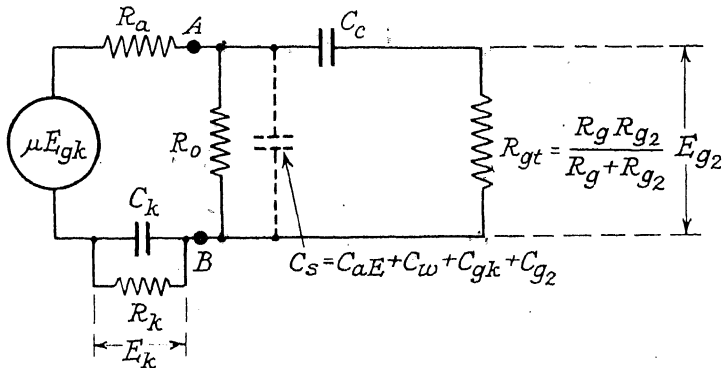 R_a
A
C_c
μE_gk
R_o
R_gt = R_g R_g2 / R_g + R_g2
E_g2
C_k
B
C_s = C_aE + C_w + C_gk + C_g2
R_k
E_k